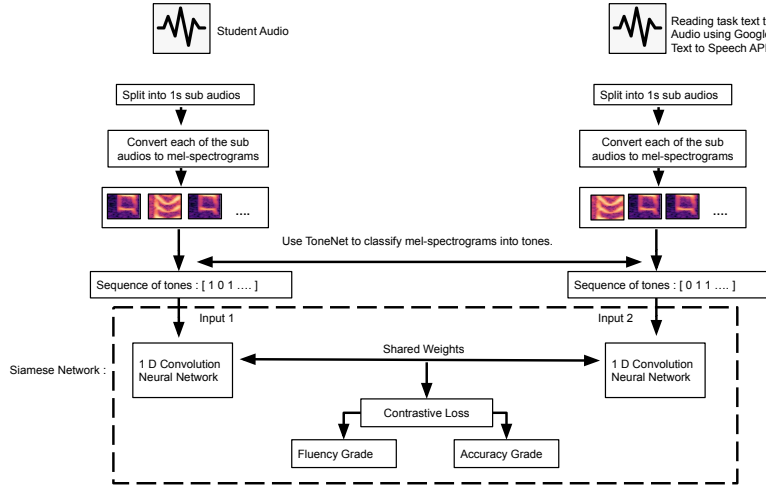 Student Audio
Reading task text t
Audio using Google
Text to Speech API
Split into 1s sub audios
Split into 1s sub audios
Convert each of the sub
audios to mel-spectrograms
Convert each of the sub
audios to mel-spectrograms
....
....
Use ToneNet to classify mel-spectrograms into tones.
Sequence of tones : [ 1 0 1 .... ]
Sequence of tones : [ 0 1 1 .... ]
Input 1
Input 2
Siamese Network :
1 D Convolution
Neural Network
Shared Weights
1 D Convolution
Neural Network
Contrastive Loss
Fluency Grade
Accuracy Grade